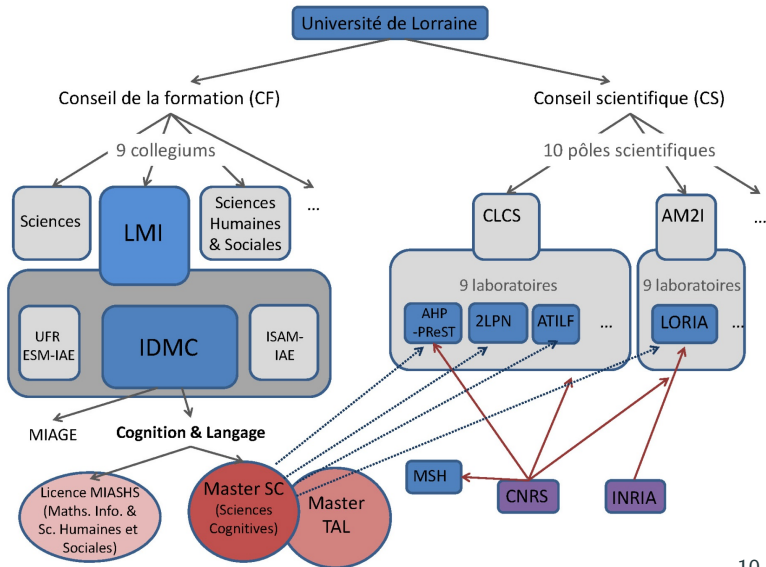 Université de Lorraine
Conseil de la formation (CF)
Conseil scientifique (CS)
9 collegiums
10 pôles scientifiques
Sciences
LMI
Sciences
Humaines
& Sociales
...
CLCS
AM2I
...
9 laboratoires
9 laboratoires
AHP
-PReST
2LPN
ATILF
...
LORIA
...
UFR
ESM-IAE
IDMC
ISAM-
IAE
MIAGE
Cognition & Langage
Licence MIASHS
(Maths. Info. &
Sc. Humaines et
Sociales)
Master SC
(Sciences
Cognitives)
Master
TAL
MSH
CNRS
INRIA
10